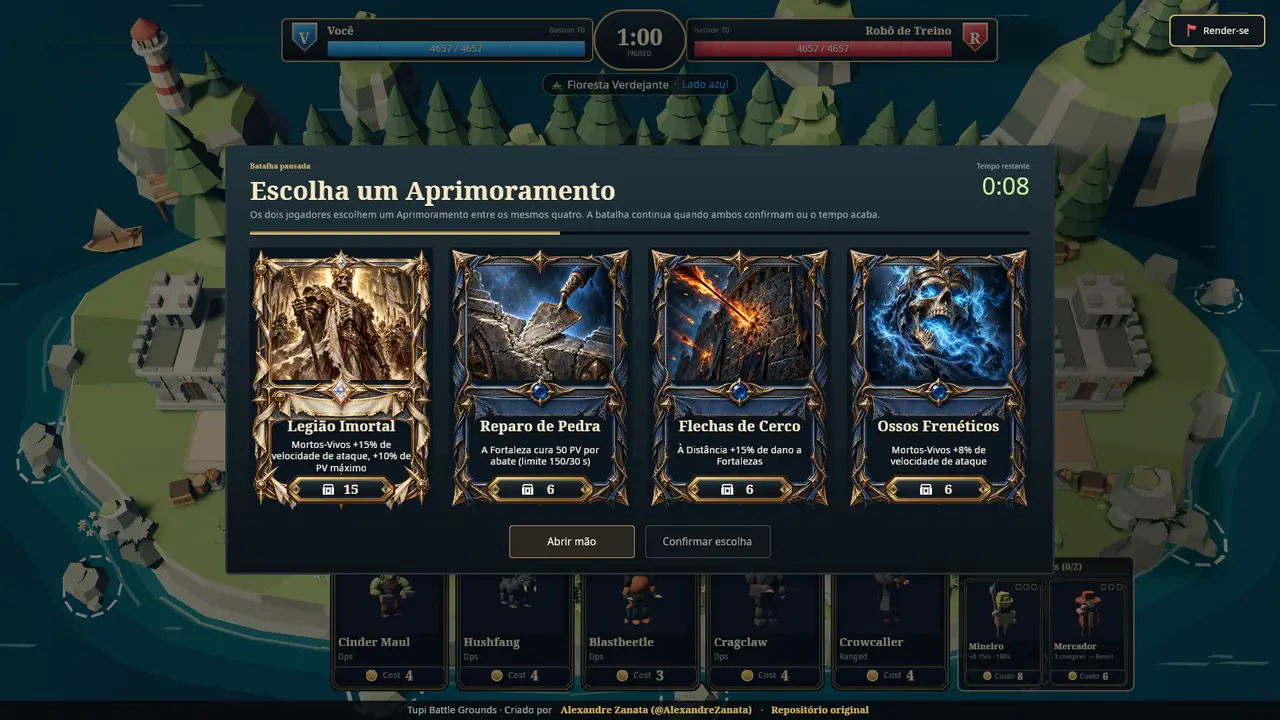 V
Você
Bastion T0
4657 / 4657
1:00
PAUSED
Bastion T0
Robô de Treino
4657 / 4657
R
Render-se
Floresta Verdejante · Lado azul
Batalha pausada
Escolha um Aprimoramento
Os dois jogadores escolhem um Aprimoramento entre os mesmos quatro. A batalha continua quando ambos confirmam ou o tempo acaba.
Tempo restante
0:08
Legião Imortal
Mortos-Vivos +15% de
velocidade de ataque, +10% de
PV máximo
15
Reparo de Pedra
A Fortaleza cura 50 PV por
abate (limite 150/30 s)
6
Flechas de Cerco
À Distância +15% de dano a
Fortalezas
6
Ossos Frenéticos
Mortos-Vivos +8% de
velocidade de ataque
6
Abrir mão
Confirmar escolha
s (0/2)
Cinder Maul
Dps
Cost 4
Hushfang
Dps
Cost 4
Blastbeetle
Dps
Cost 3
Cragclaw
Dps
Cost 4
Crowcaller
Ranged
Cost 4
Mineiro
+0.15/s · 180s
Custo 8
Mercador
3 compras → Reroll
Custo 6
Tupi Battle Grounds · Criado por Alexandre Zanata (@AlexandreZanata) · Repositório original